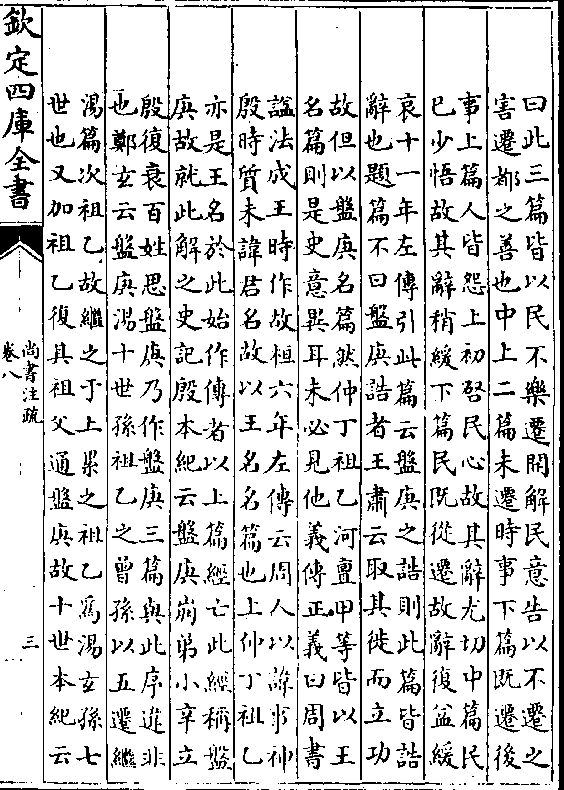 曰此三篇皆以民不樂遷開解民意告以不遷之
害遷都之善也中上二篇未遷時事下篇既遷後
事上篇人皆怨上初啓民心故其辭尤切中篇民
已少悟故其辭稍緩下篇民既從遷故辭復益緩
哀十一年左傳引此篇云盤庚之誥則此篇皆誥
辭也題篇不曰盤庚誥者王肅云取其徙而立功
故但以盤庚名篇然仲丁祖乙河亶甲等皆以王
名篇則是史意異耳未必見他義傳正義曰周書
諡法成王時作故桓六年左傳云周人以諱事神
殷時質未諱君名故以王名名篇也上仲丁祖乙
亦是王名於此始作傳者以上篇經亡此經稱盤
庚故就此解之史記殷本紀云盤庚崩弟小辛立
殷復衰百姓思盤庚乃作盤庚三篇與此序違非
也鄭玄云盤庚湯十世孫祖乙之曾孫以五遷繼
湯篇次祖乙故繼之于上累之祖乙爲湯玄孫七
世也又加祖乙復其祖父通盤庚故十世本紀云
欽定四庫全書
尚書注疏
卷八
三